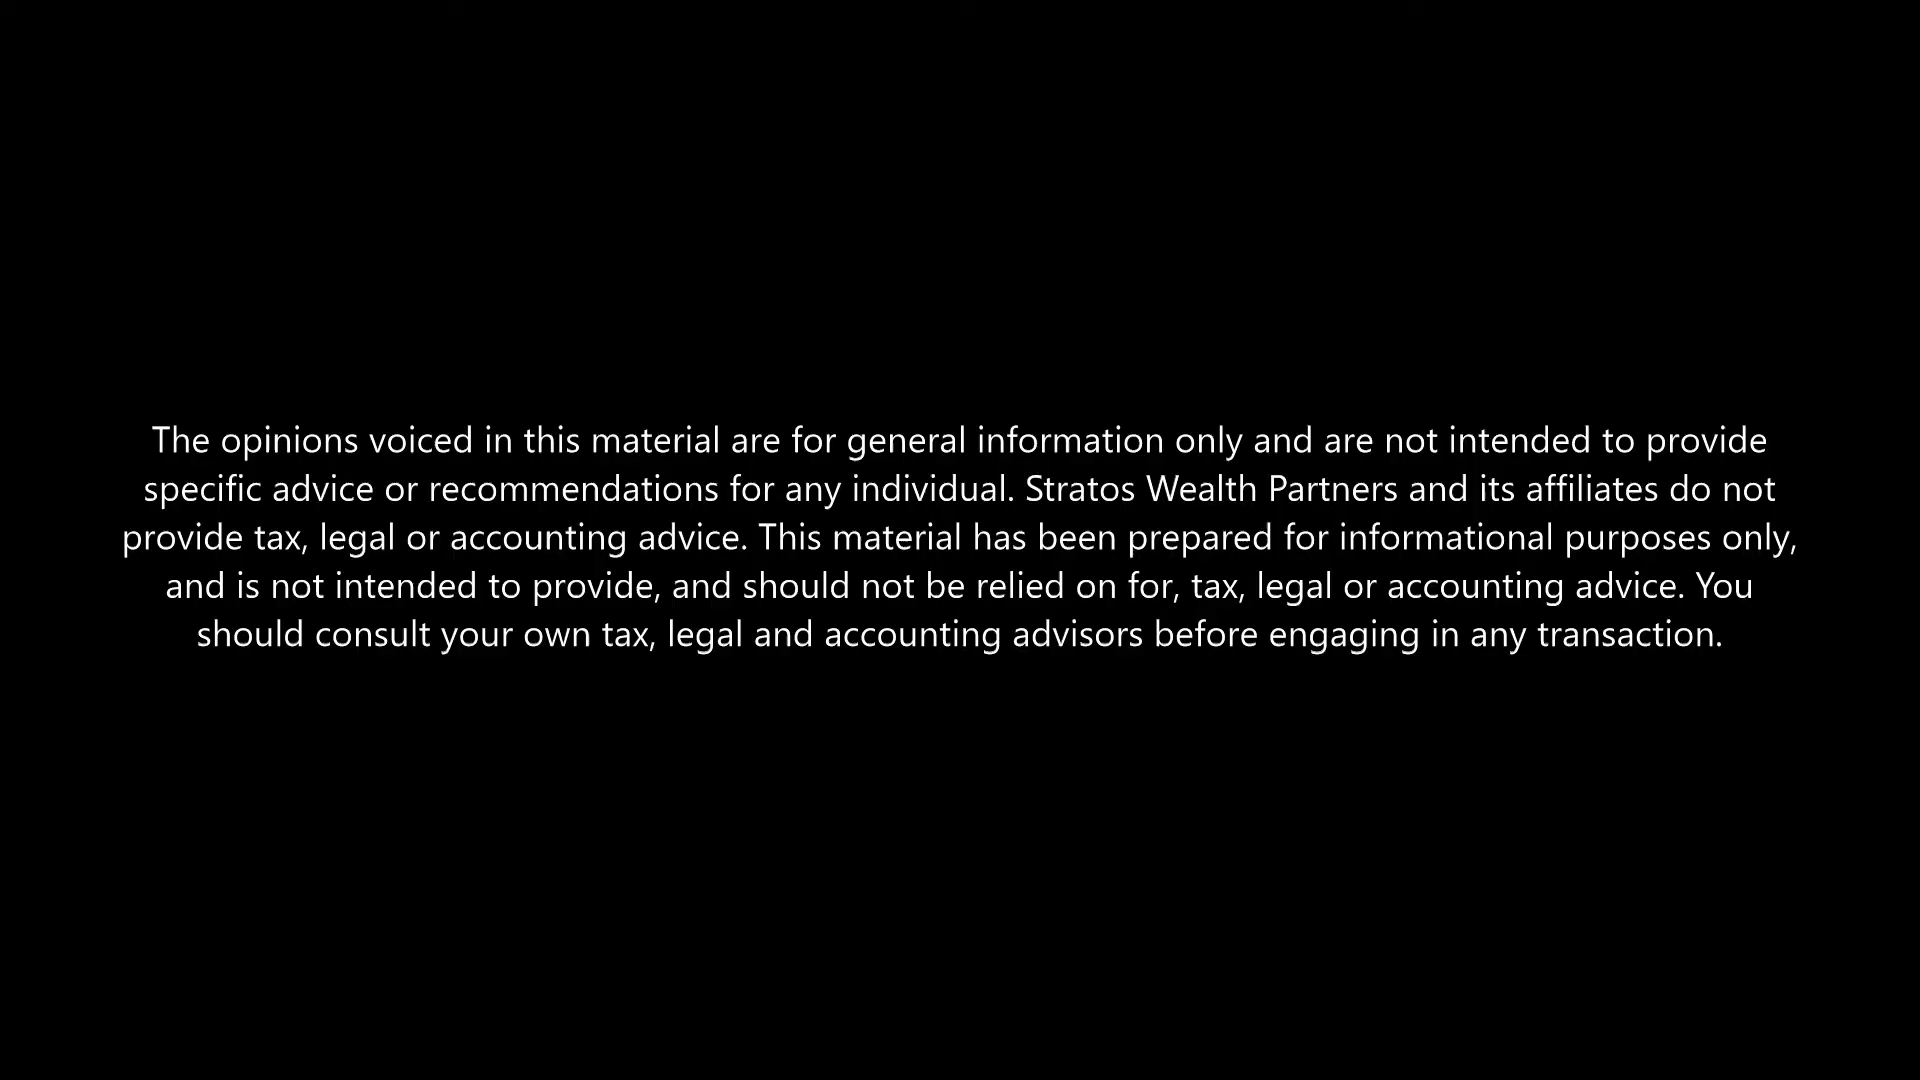 The opinions voiced in this material are for general information only and are not intended to provide
specific advice or recommendations for any individual. Stratos Wealth Partners and its affiliates do not
provide tax, legal or accounting advice. This material has been prepared for informational purposes only,
and is not intended to provide, and should not be relied on for, tax, legal or accounting advice. You
should consult your own tax, legal and accounting advisors before engaging in any transaction.